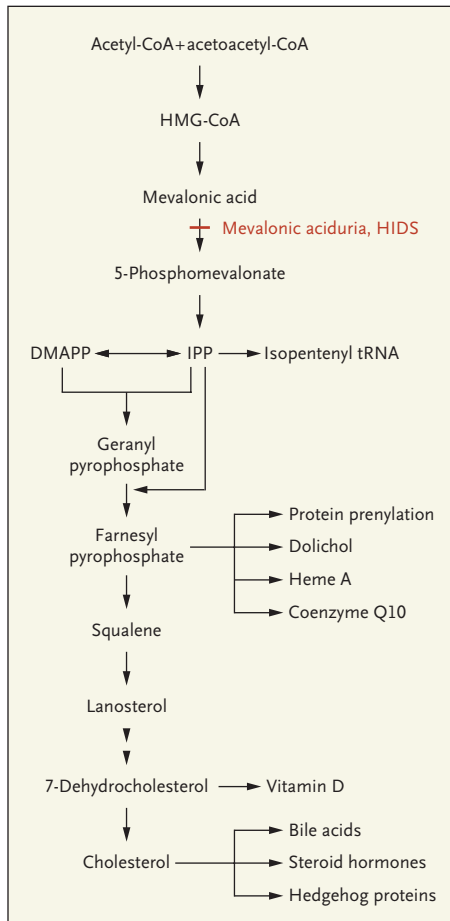 Acetyl-CoA+acetoacetyl-CoA
HMG-CoA
Mevalonic acid
Mevalonic aciduria, HIDS
5-Phosphomevalonate
DMAPP
IPP
Isopentenyl tRNA
Geranyl
pyrophosphate
Farnesyl
pyrophosphate
Protein prenylation
Dolichol
Heme A
Coenzyme Q10
Squalene
Lanosterol
7-Dehydrocholesterol
Vitamin D
Cholesterol
Bile acids
Steroid hormones
Hedgehog proteins